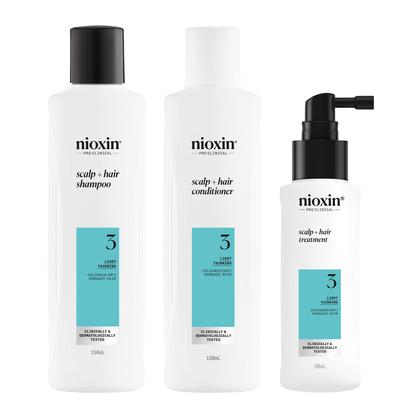 nioxin®
PRO CLINICAL
scalp + hair
shampoo
3
LIGHT
THINNING
COLOURED/DRY/
DAMAGED HAIR
CLINICALLY &
DERMATOLOGICALLY
TESTED
150mL
nioxin®
PRO CLINICAL
scalp + hair
conditioner
3
LIGHT
THINNING
COLOURED/DRY/
DAMAGED HAIR
CLINICALLY &
DERMATOLOGICALLY
TESTED
150mL
nioxin®
PRO CLINICAL
scalp + hair
treatment
3
LIGHT
THINNING
COLOURED/DRY/
DAMAGED HAIR
CLINICALLY &
DERMATOLOGICALLY
TESTED
50mL